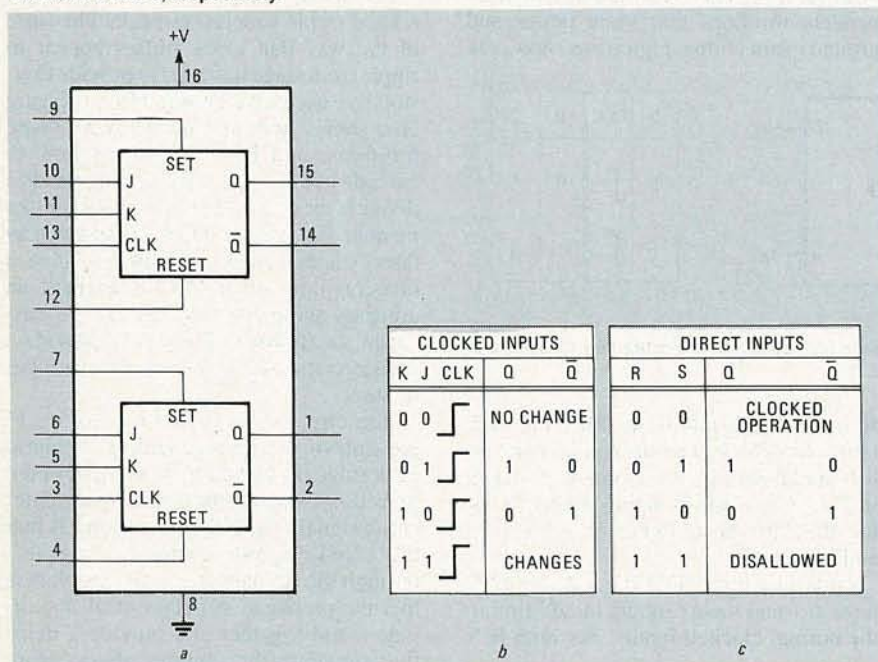 +V
16
9
SET
10 J Q 15
11 K
13 CLK Q̅ 14
RESET
12
7
SET
6 J Q 1
5 K
3 CLK Q̅ 2
RESET
4
8
a
CLOCKED INPUTS
K J CLK Q Q̅
0 0 NO CHANGE
0 1 1 0
1 0 0 1
1 1 CHANGES
b
DIRECT INPUTS
R S Q Q̅
0 0 CLOCKED
OPERATION
0 1 1 0
1 0 0 1
1 1 DISALLOWED
c